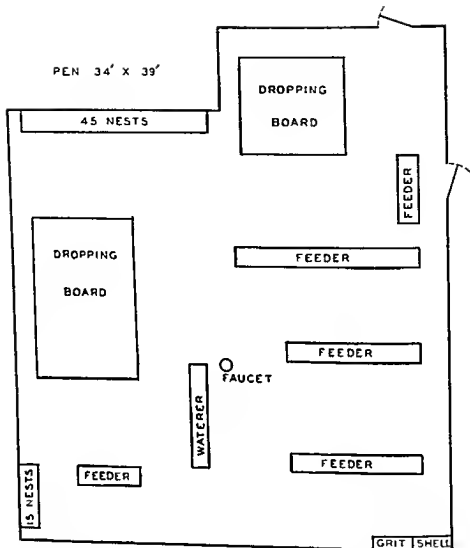 PEN 34' X 39'
DROPPING
BOARD
45 NESTS
FEEDER
FEEDER
DROPPING
BOARD
FEEDER
FAUCET
WATERER
FEEDER
15 NESTS
FEEDER
GRIT
SHELL